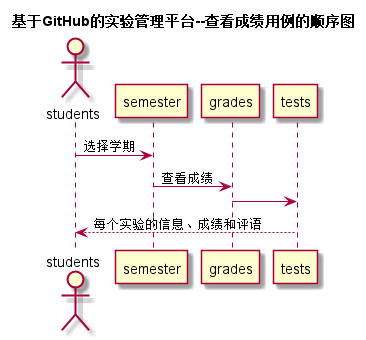 基于GitHub的实验管理平台--查看成绩用例的顺序图
students semester grades tests
选择学期
查看成绩
每个实验的信息、成绩和评语
students semester grades tests